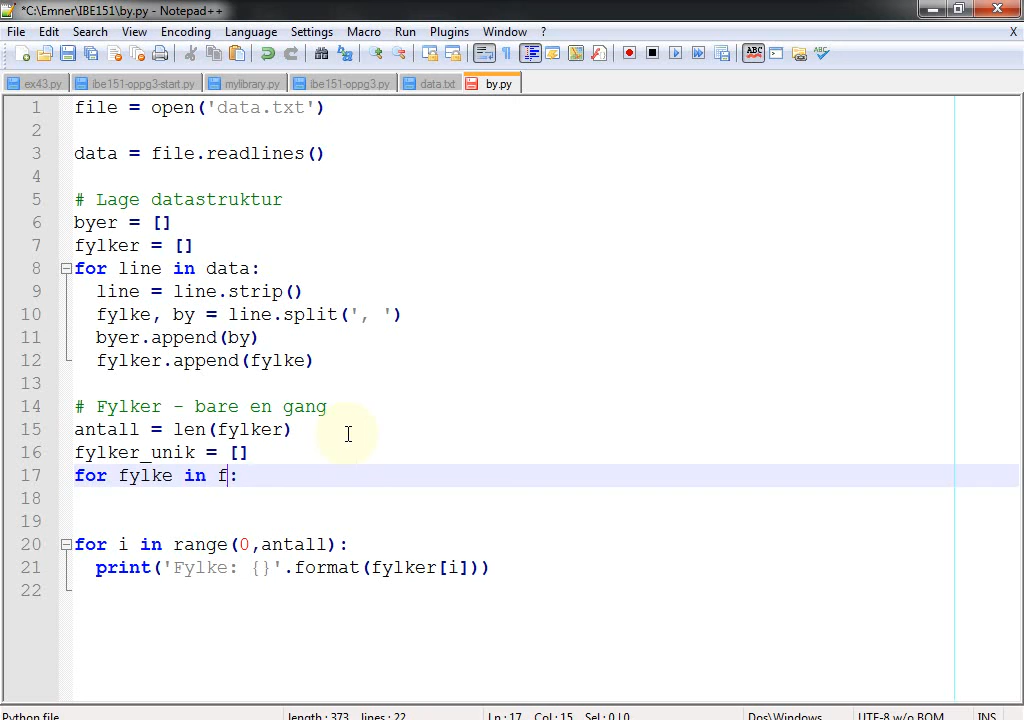 *C:\Emner\IBE151\by.py - Notepad++
File Edit Search View Encoding Language Settings Macro Run Plugins Window ? X
ex43.py ibe151-oppg3-start.py mylibrary.py ibe151-oppg3.py data.txt by.py
1 file = open('data.txt')
2
3 data = file.readlines()
4
5 # Lage datastruktur
6 byer = []
7 fylker = []
8 for line in data:
9 line = line.strip()
10 fylke, by = line.split(', ')
11 byer.append(by)
12 fylker.append(fylke)
13
14 # Fylker - bare en gang
15 antall = len(fylker)
16 fylker_unik = []
17 for fylke in f:
18
19
20 for i in range(0,antall):
21 print('Fylke: {}'.format(fylker[i]))
22
Python file length : 373 lines : 22 Ln : 17 Col : 15 Sel : 0 | 0 Dos\Windows UTF-8 w/o BOM INS